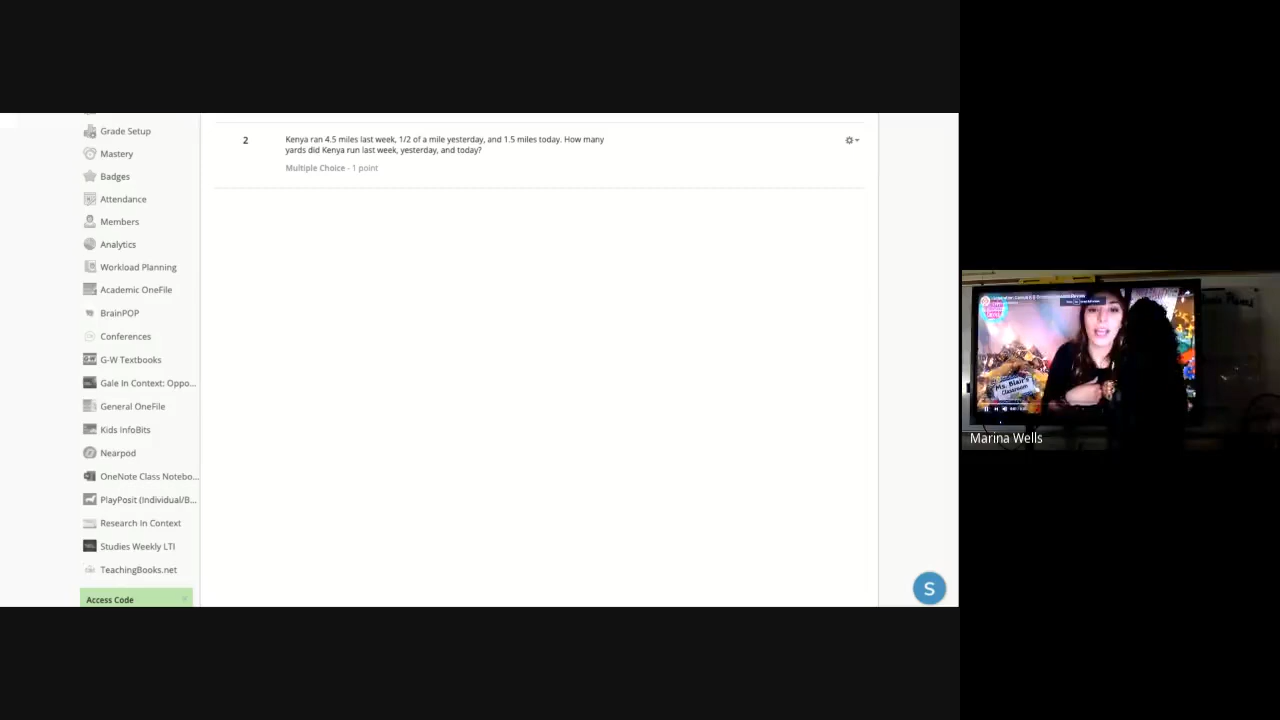 Grade Setup
Mastery
Badges
Attendance
Members
Analytics
Workload Planning
Academic OneFile
BrainPOP
Conferences
G-W Textbooks
Gale In Context: Oppo...
General OneFile
Kids InfoBits
Nearpod
OneNote Class Notebo...
PlayPosit (Individual/B...
Research In Context
Studies Weekly LTI
TeachingBooks.net
Access Code
2
Kenya ran 4.5 miles last week, 1/2 of a mile yesterday, and 1.5 miles today. How many
yards did Kenya run last week, yesterday, and today?
Multiple Choice - 1 point
S
Ms. Blair's
Classroom
Marina Wells